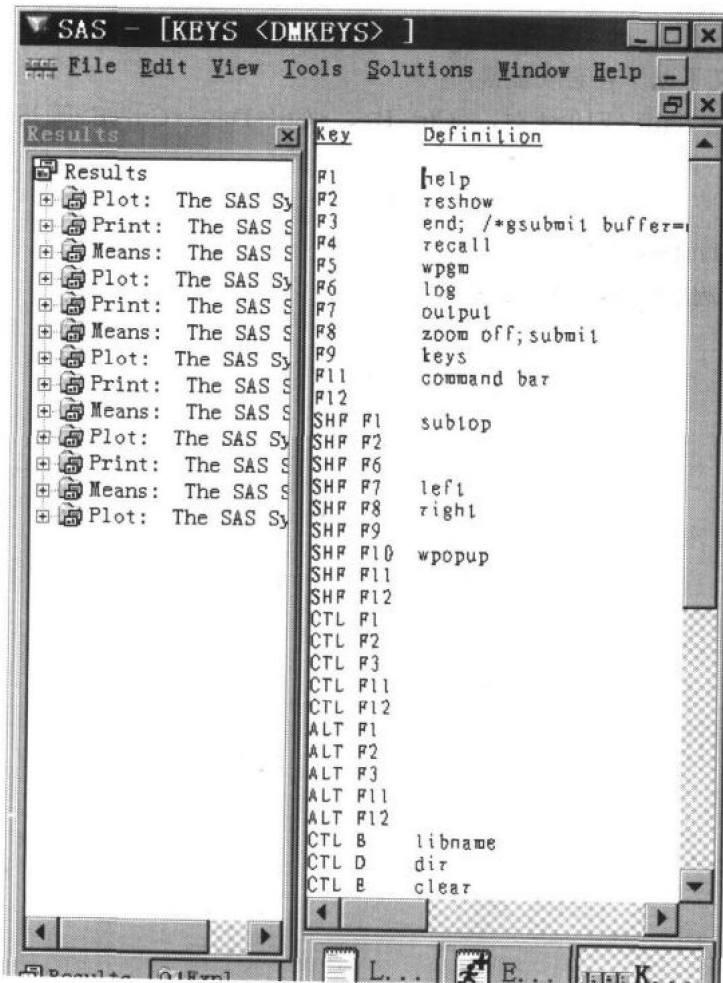 SAS - [KEYS <DMKEYS> ]
File Edit View Tools Solutions Window Help
Results
Results
Plot: The SAS Sy
Print: The SAS S
Means: The SAS S
Plot: The SAS Sy
Print: The SAS S
Means: The SAS S
Plot: The SAS Sy
Print: The SAS S
Means: The SAS S
Plot: The SAS Sy
Print: The SAS S
Means: The SAS S
Plot: The SAS Sy
Key Definition
F1 help
F2 reshow
F3 end; /*gsubmit buffer=
F4 recall
F5 wpgm
F6 log
F7 output
F8 zoom off;submit
F9 keys
F11 command bar
F12
SHF F1 subtop
SHF F2
SHF F6
SHF F7 left
SHF F8 right
SHF F9
SHF F10 wpopup
SHF F11
SHF F12
CTL F1
CTL F2
CTL F3
CTL F11
CTL F12
ALT F1
ALT F2
ALT F3
ALT F11
ALT F12
CTL B libname
CTL D dir
CTL E clear
Results Expl
L... E... K...